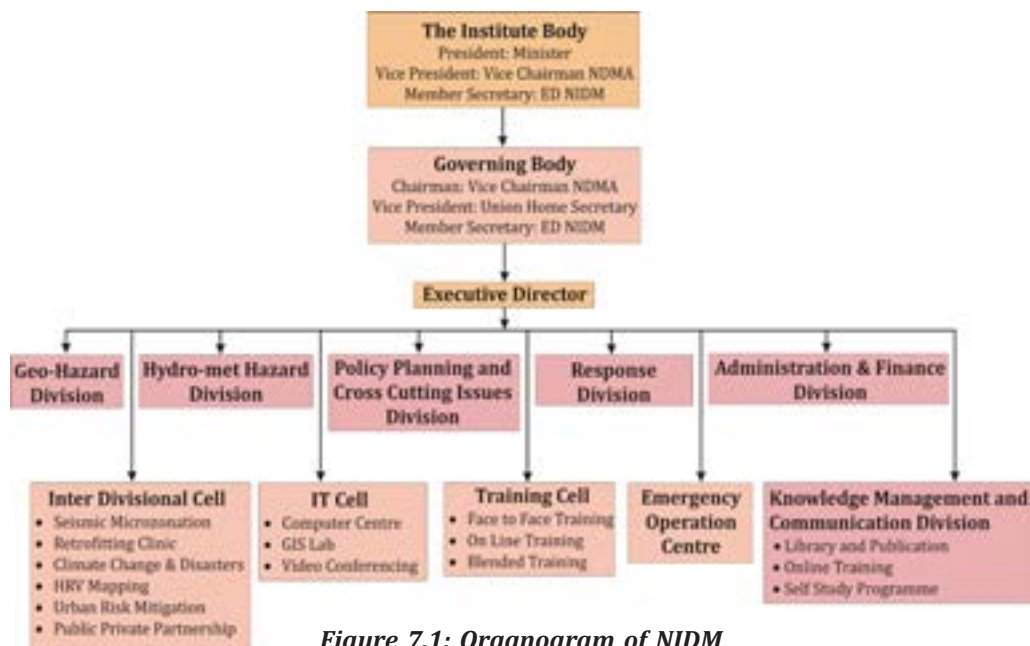 The Institute Body
President: Minister
Vice President: Vice Chairman NDMA
Member Secretary: ED NIDM
Governing Body
Chairman: Vice Chairman NDMA
Vice President: Union Home Secretary
Member Secretary: ED NIDM
Executive Director
Geo-Hazard
Division
Hydro-met Hazard
Division
Policy Planning and
Cross Cutting Issues
Division
Response
Division
Administration & Finance
Division
Inter Divisional Cell
• Seismic Microzonation
• Retrofitting Clinic
• Climate Change & Disasters
• HRV Mapping
• Urban Risk Mitigation
• Public Private Partnership
IT Cell
• Computer Centre
• GIS Lab
• Video Conferencing
Training Cell
• Face to Face Training
• On Line Training
• Blended Training
Emergency
Operation
Centre
Knowledge Management and
Communication Division
• Library and Publication
• Online Training
• Self Study Programme
Figure 7.1: Organogram of NIDM